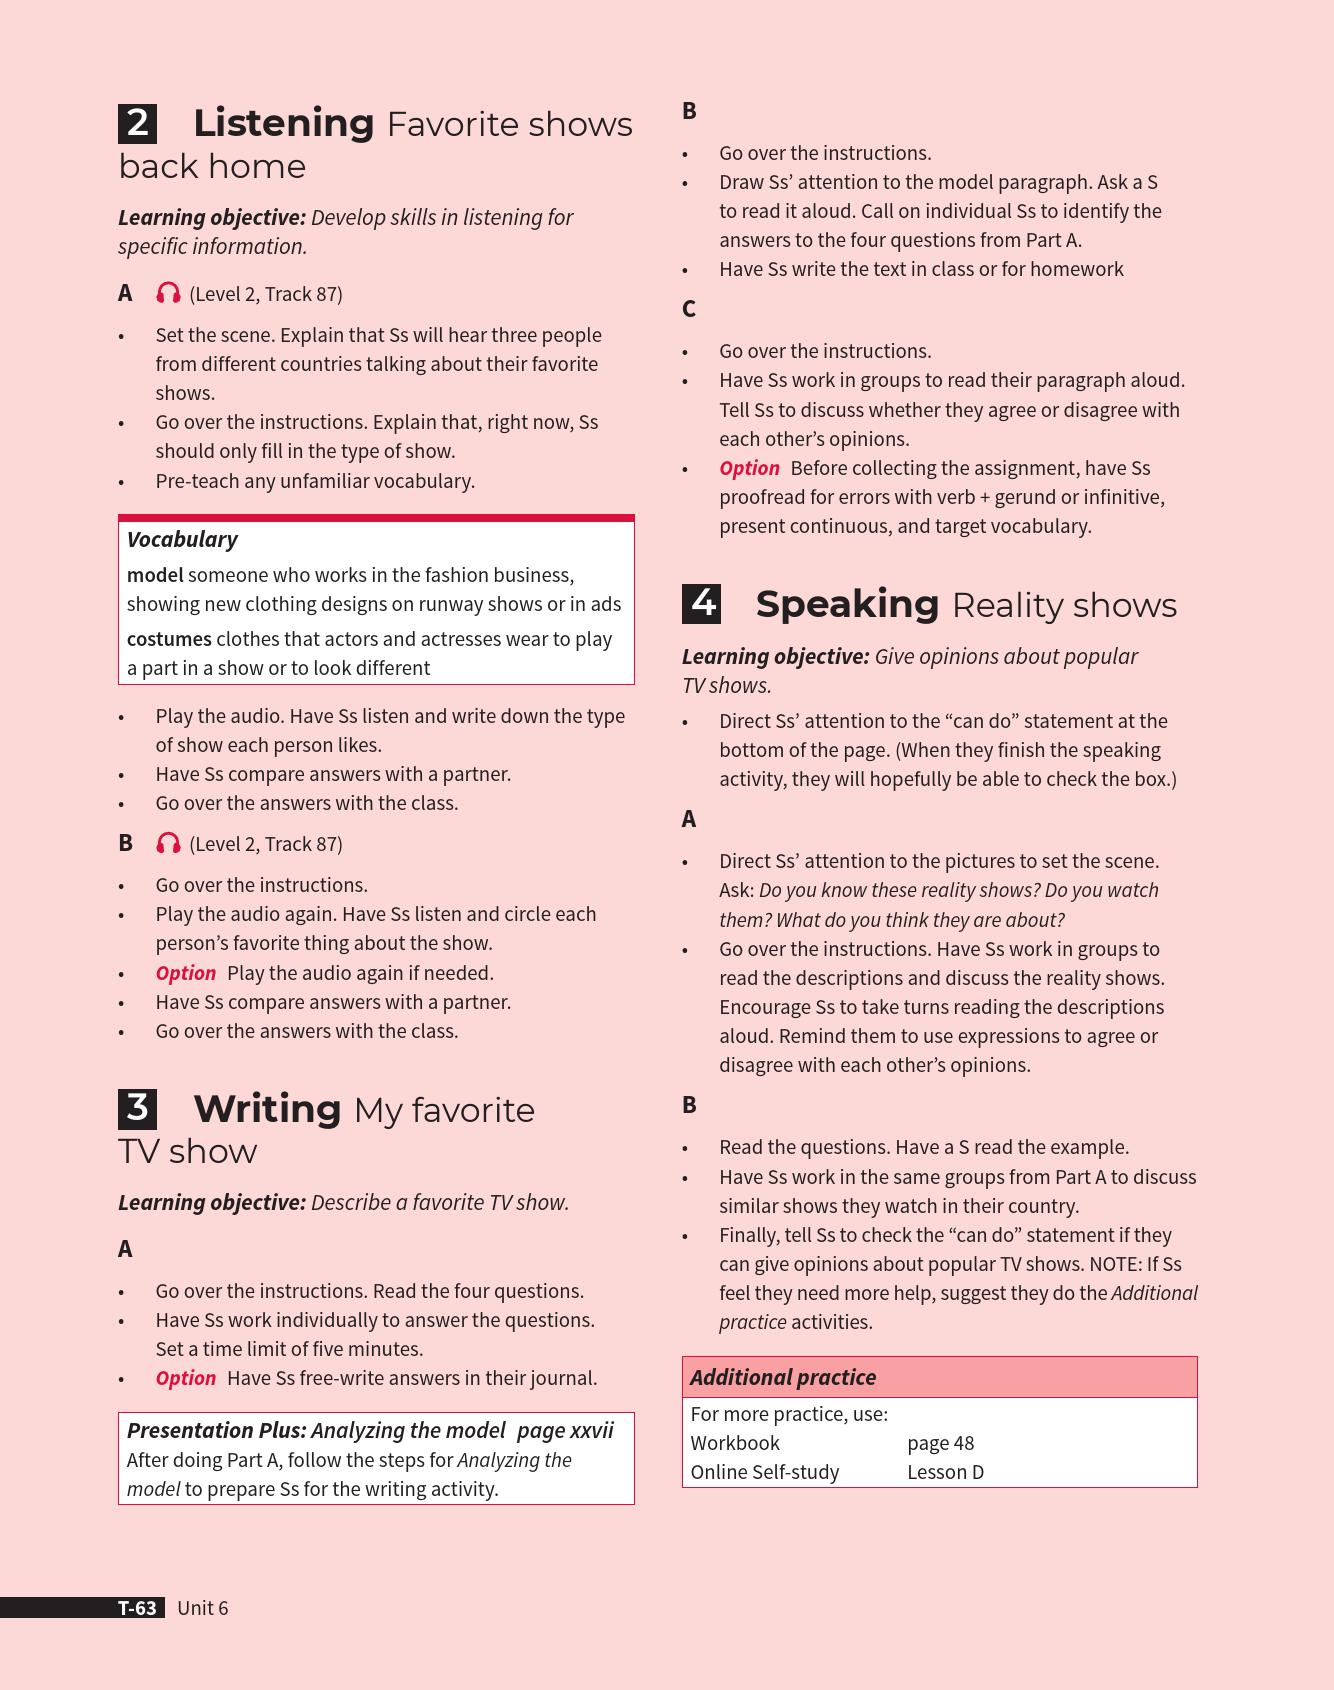 2 Listening Favorite shows
back home
Learning objective: Develop skills in listening for
specific information.
A (Level 2, Track 87)
• Set the scene. Explain that Ss will hear three people
from different countries talking about their favorite
shows.
• Go over the instructions. Explain that, right now, Ss
should only fill in the type of show.
• Pre-teach any unfamiliar vocabulary.
Vocabulary
model someone who works in the fashion business,
showing new clothing designs on runway shows or in ads
costumes clothes that actors and actresses wear to play
a part in a show or to look different
• Play the audio. Have Ss listen and write down the type
of show each person likes.
• Have Ss compare answers with a partner.
• Go over the answers with the class.
B (Level 2, Track 87)
• Go over the instructions.
• Play the audio again. Have Ss listen and circle each
person’s favorite thing about the show.
• Option Play the audio again if needed.
• Have Ss compare answers with a partner.
• Go over the answers with the class.
3 Writing My favorite
TV show
Learning objective: Describe a favorite TV show.
A
• Go over the instructions. Read the four questions.
• Have Ss work individually to answer the questions.
Set a time limit of five minutes.
• Option Have Ss free-write answers in their journal.
Presentation Plus: Analyzing the model page xxvii
After doing Part A, follow the steps for Analyzing the
model to prepare Ss for the writing activity.
B
• Go over the instructions.
• Draw Ss’ attention to the model paragraph. Ask a S
to read it aloud. Call on individual Ss to identify the
answers to the four questions from Part A.
• Have Ss write the text in class or for homework
C
• Go over the instructions.
• Have Ss work in groups to read their paragraph aloud.
Tell Ss to discuss whether they agree or disagree with
each other’s opinions.
• Option Before collecting the assignment, have Ss
proofread for errors with verb + gerund or infinitive,
present continuous, and target vocabulary.
4 Speaking Reality shows
Learning objective: Give opinions about popular
TV shows.
• Direct Ss’ attention to the “can do” statement at the
bottom of the page. (When they finish the speaking
activity, they will hopefully be able to check the box.)
A
• Direct Ss’ attention to the pictures to set the scene.
Ask: Do you know these reality shows? Do you watch
them? What do you think they are about?
• Go over the instructions. Have Ss work in groups to
read the descriptions and discuss the reality shows.
Encourage Ss to take turns reading the descriptions
aloud. Remind them to use expressions to agree or
disagree with each other’s opinions.
B
• Read the questions. Have a S read the example.
• Have Ss work in the same groups from Part A to discuss
similar shows they watch in their country.
• Finally, tell Ss to check the “can do” statement if they
can give opinions about popular TV shows. NOTE: If Ss
feel they need more help, suggest they do the Additional
practice activities.
Additional practice
For more practice, use:
Workbook page 48
Online Self-study Lesson D
T-63 Unit 6